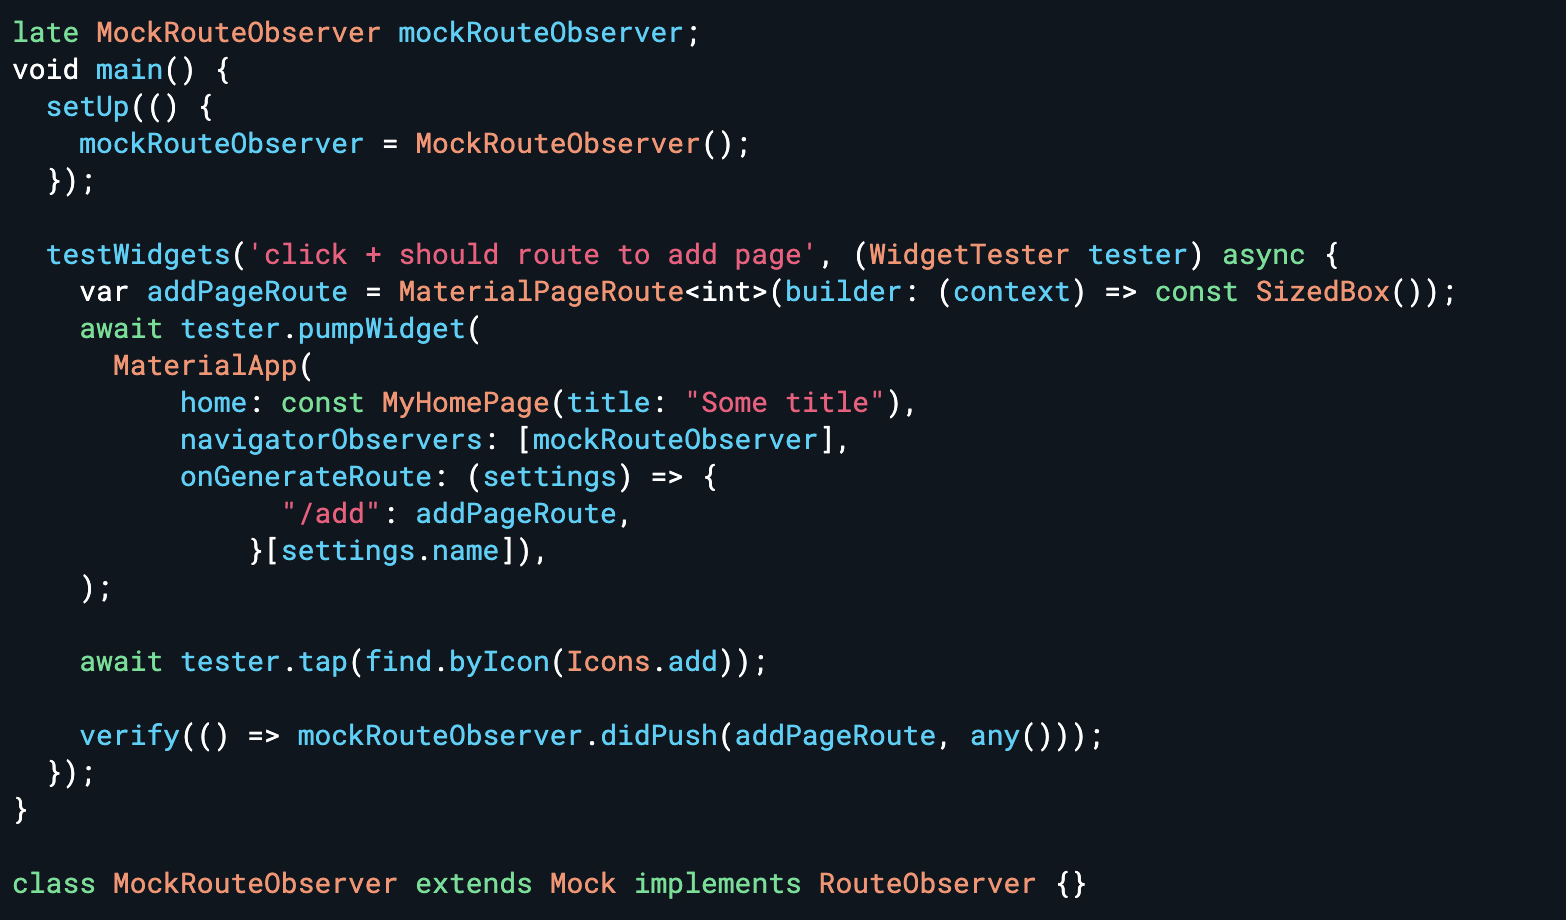 late MockRouteObserver mockRouteObserver;
void main() {
  setUp(() {
    mockRouteObserver = MockRouteObserver();
  });

  testWidgets('click + should route to add page', (WidgetTester tester) async {
    var addPageRoute = MaterialPageRoute<int>(builder: (context) => const SizedBox());
    await tester.pumpWidget(
      MaterialApp(
          home: const MyHomePage(title: "Some title"),
          navigatorObservers: [mockRouteObserver],
          onGenerateRoute: (settings) => {
                "/add": addPageRoute,
              }[settings.name]),
    );

    await tester.tap(find.byIcon(Icons.add));

    verify(() => mockRouteObserver.didPush(addPageRoute, any()));
  });
}

class MockRouteObserver extends Mock implements RouteObserver {}